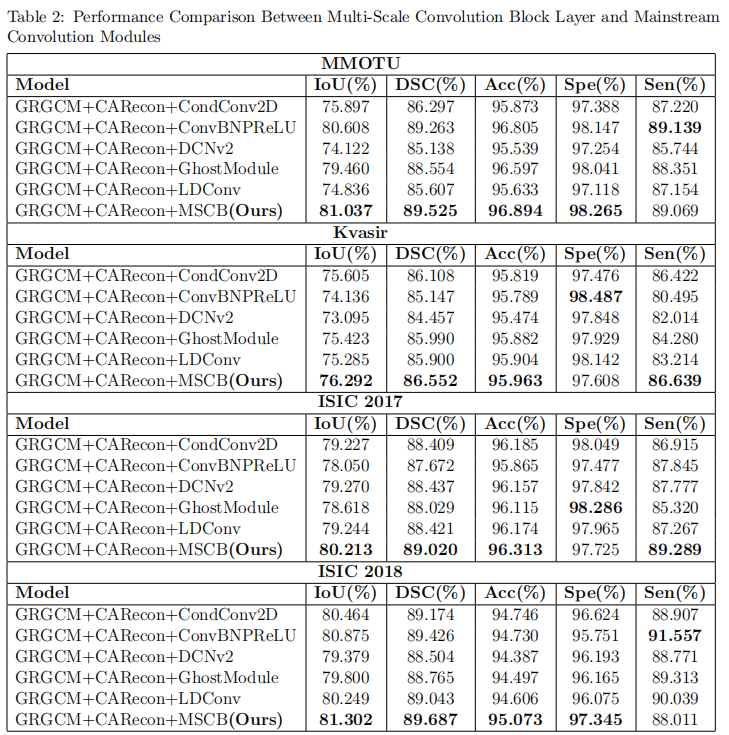 Table 2: Performance Comparison Between Multi-Scale Convolution Block Layer and Mainstream
Convolution Modules
MMOTU
Model IoU(%) DSC(%) Acc(%) Spe(%) Sen(%)
GRGCM+CARecon+CondConv2D 75.897 86.297 95.873 97.388 87.220
GRGCM+CARecon+ConvBNPReLU 80.608 89.263 96.805 98.147 89.139
GRGCM+CARecon+DCNv2 74.122 85.138 95.539 97.254 85.744
GRGCM+CARecon+GhostModule 79.460 88.554 96.597 98.041 88.351
GRGCM+CARecon+LDConv 74.836 85.607 95.633 97.118 87.154
GRGCM+CARecon+MSCB(Ours) 81.037 89.525 96.894 98.265 89.069
Kvasir
Model IoU(%) DSC(%) Acc(%) Spe(%) Sen(%)
GRGCM+CARecon+CondConv2D 75.605 86.108 95.819 97.476 86.422
GRGCM+CARecon+ConvBNPReLU 74.136 85.147 95.789 98.487 80.495
GRGCM+CARecon+DCNv2 73.095 84.457 95.474 97.848 82.014
GRGCM+CARecon+GhostModule 75.423 85.990 95.882 97.929 84.280
GRGCM+CARecon+LDConv 75.285 85.900 95.904 98.142 83.214
GRGCM+CARecon+MSCB(Ours) 76.292 86.552 95.963 97.608 86.639
ISIC 2017
Model IoU(%) DSC(%) Acc(%) Spe(%) Sen(%)
GRGCM+CARecon+CondConv2D 79.227 88.409 96.185 98.049 86.915
GRGCM+CARecon+ConvBNPReLU 78.050 87.672 95.865 97.477 87.845
GRGCM+CARecon+DCNv2 79.270 88.437 96.157 97.842 87.777
GRGCM+CARecon+GhostModule 78.618 88.029 96.115 98.286 85.320
GRGCM+CARecon+LDConv 79.244 88.421 96.174 97.965 87.267
GRGCM+CARecon+MSCB(Ours) 80.213 89.020 96.313 97.725 89.289
ISIC 2018
Model IoU(%) DSC(%) Acc(%) Spe(%) Sen(%)
GRGCM+CARecon+CondConv2D 80.464 89.174 94.746 96.624 88.907
GRGCM+CARecon+ConvBNPReLU 80.875 89.426 94.730 95.751 91.557
GRGCM+CARecon+DCNv2 79.379 88.504 94.387 96.193 88.771
GRGCM+CARecon+GhostModule 79.800 88.765 94.497 96.165 89.313
GRGCM+CARecon+LDConv 80.249 89.043 94.606 96.075 90.039
GRGCM+CARecon+MSCB(Ours) 81.302 89.687 95.073 97.345 88.011